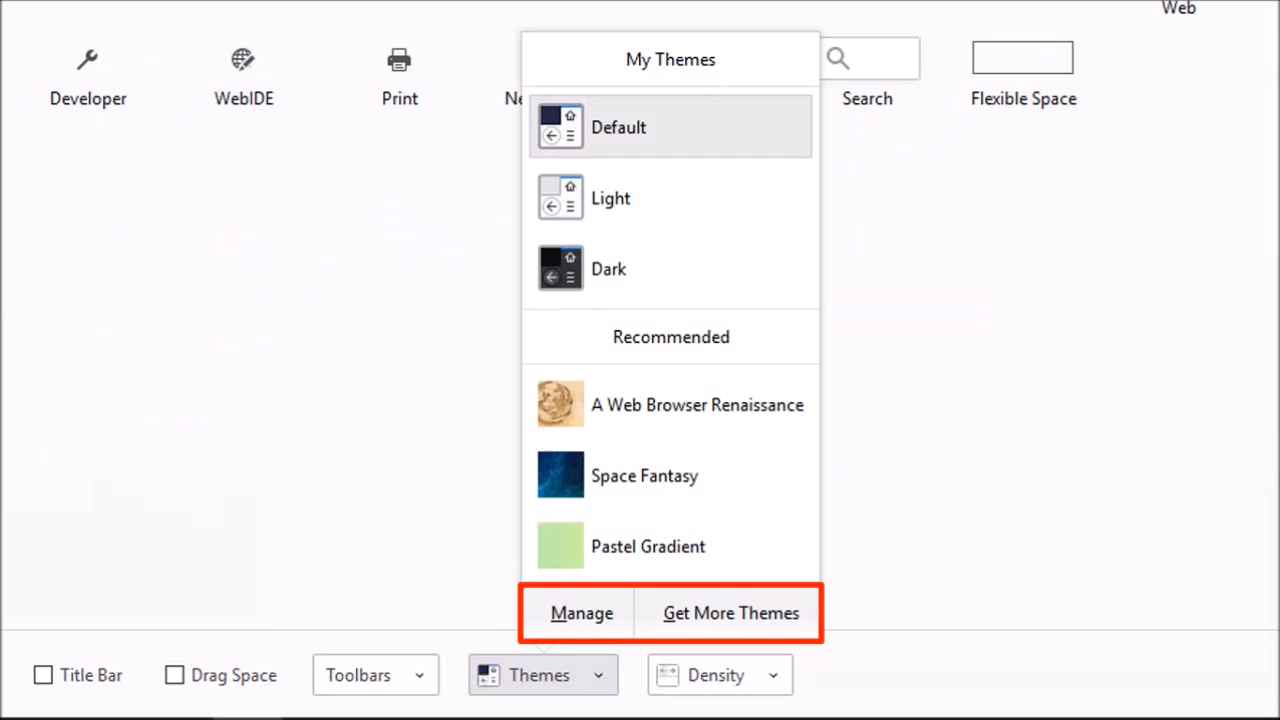 Web
Developer
WebIDE
Print
Search
Flexible Space
My Themes
Default
Light
Dark
Recommended
A Web Browser Renaissance
Space Fantasy
Pastel Gradient
Manage
Get More Themes
Title Bar
Drag Space
Toolbars
Themes
Density